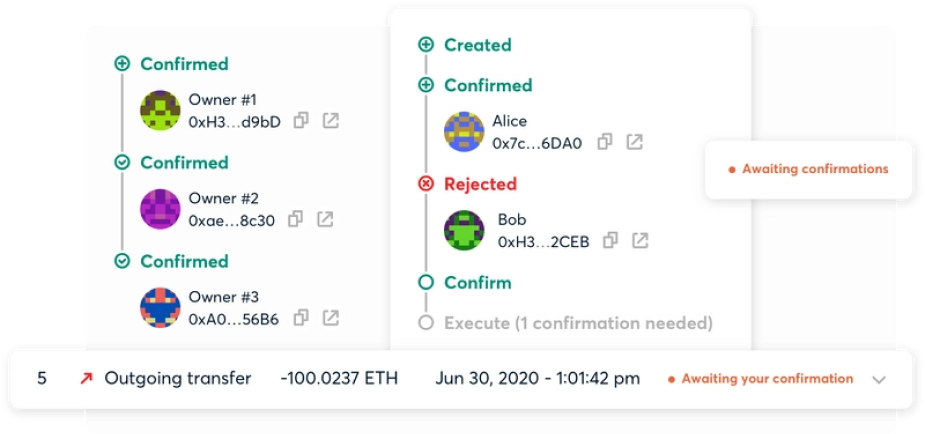 Confirmed
Owner #1
0xH3...d9bD
Confirmed
Owner #2
0xae...8c30
Confirmed
Owner #3
0xA0...56B6
Created
Confirmed
Alice
0x7c...6DA0
Rejected
Bob
0xH3...2CEB
Confirm
Execute (1 confirmation needed)
Awaiting confirmations
5 Outgoing transfer -100.0237 ETH Jun 30, 2020 - 1:01:42 pm Awaiting your confirmation